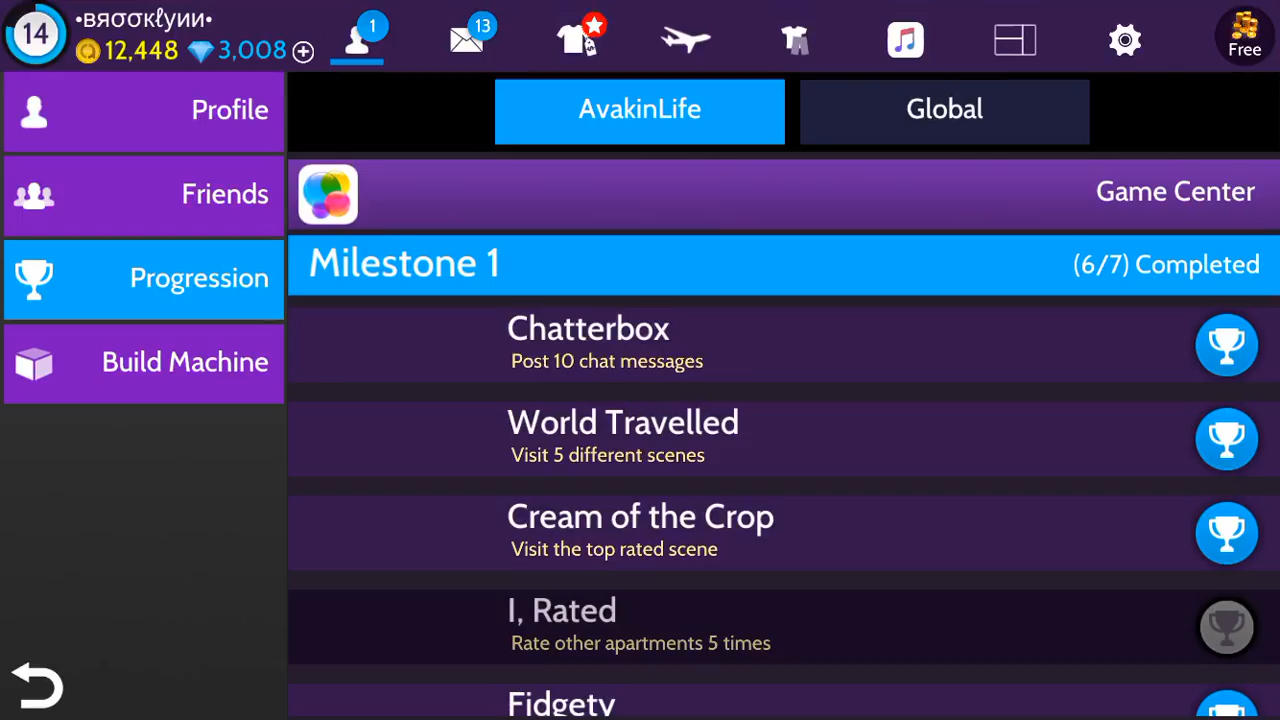 14
•вяσσкℓуии•
12,448 3,008
1
13
Free
Profile
Friends
Progression
Build Machine
AvakinLife
Global
Game Center
Milestone 1
(6/7) Completed
Chatterbox
Post 10 chat messages
World Travelled
Visit 5 different scenes
Cream of the Crop
Visit the top rated scene
I, Rated
Rate other apartments 5 times
Fidgety